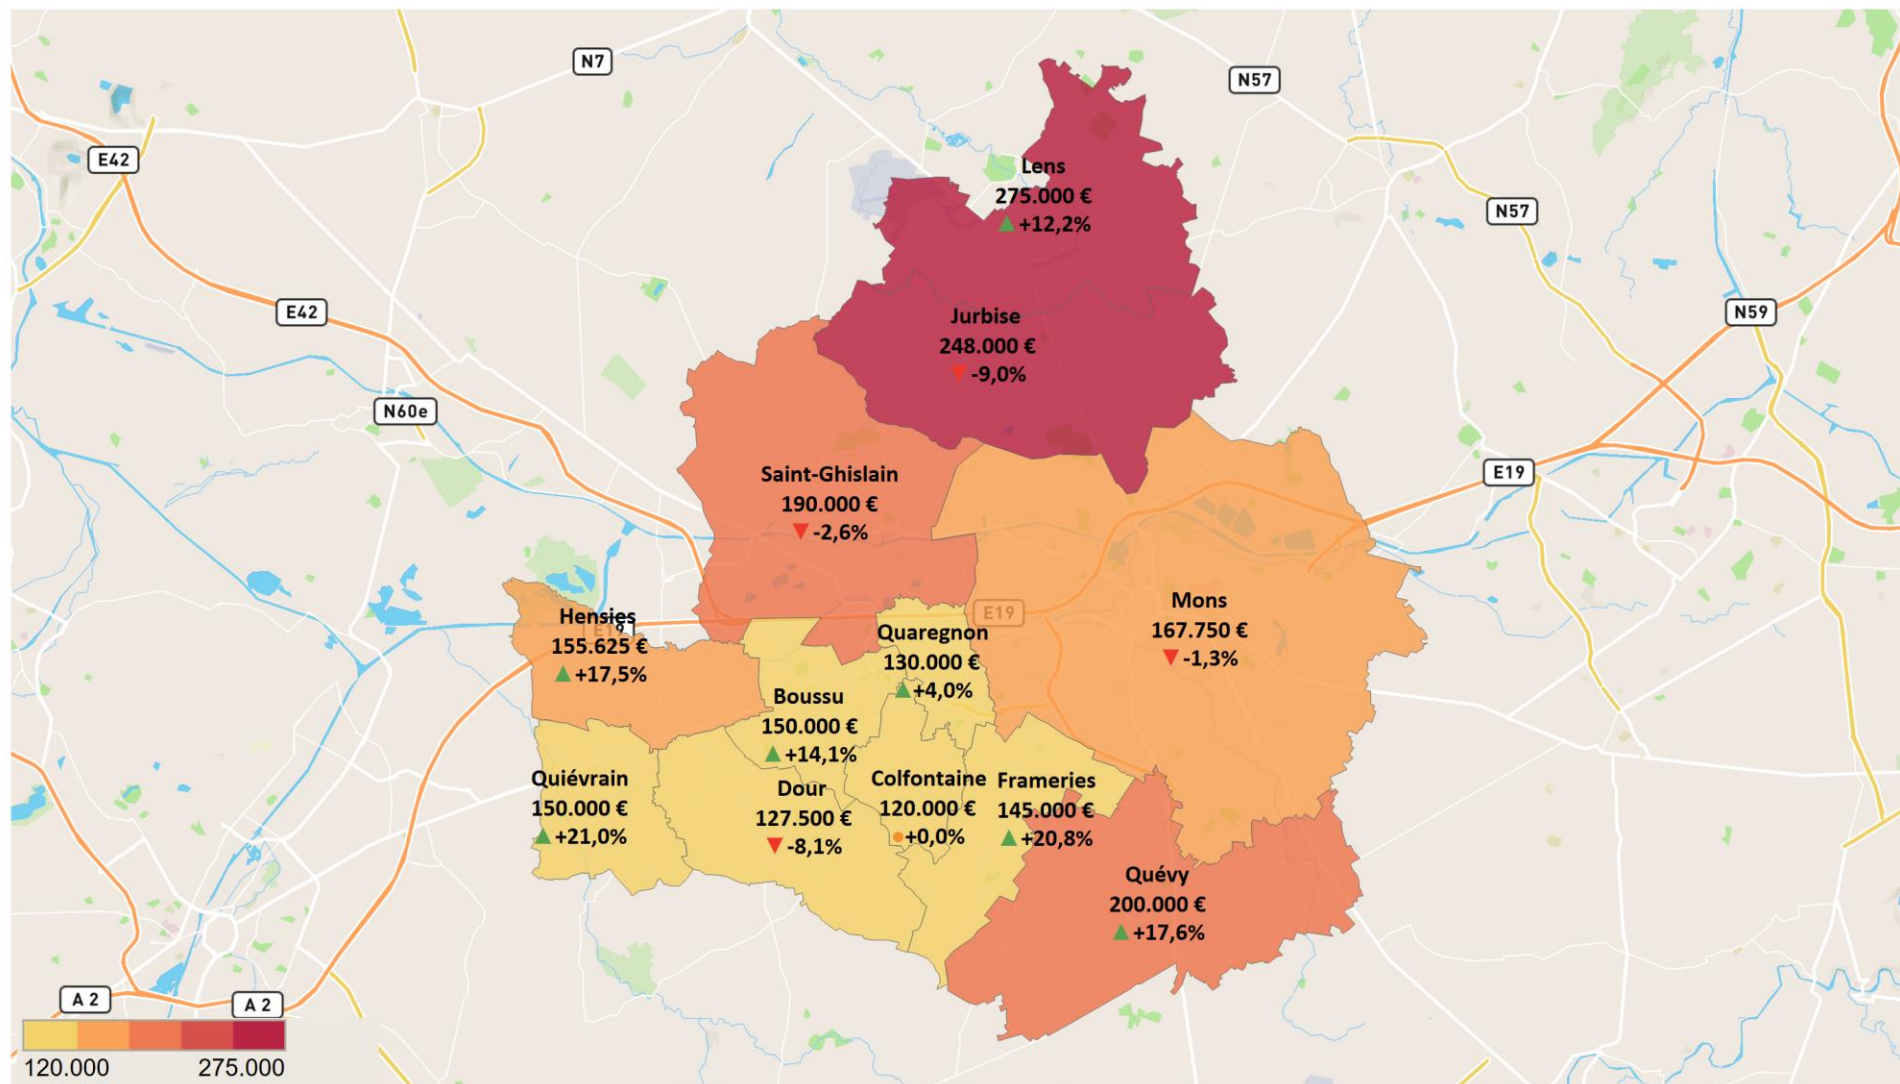 N7
N57
E42
Lens
275.000 €
+12,2%
N57
E42
N59
Jurbise
248.000 €
-9,0%
N60e
E19
Saint-Ghislain
190.000 €
-2,6%
Hensies
E19
155.625 €
+17,5%
E19
Mons
167.750 €
-1,3%
Quaregnon
130.000 €
+4,0%
Boussu
150.000 €
+14,1%
Quiévrain
150.000 €
+21,0%
Dour
127.500 €
-8,1%
Colfontaine
120.000 €
+0,0%
Frameries
145.000 €
+20,8%
Quévy
200.000 €
+17,6%
A 2
A 2
120.000
275.000